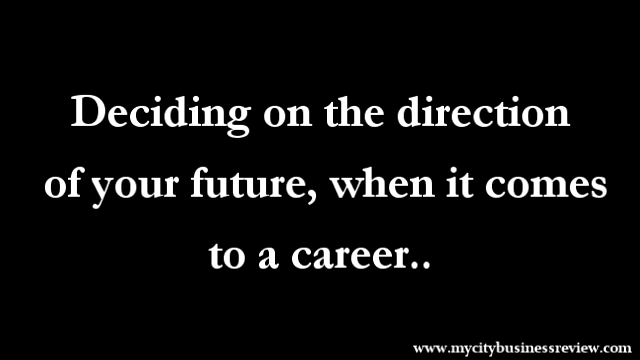 Deciding on the direction
of your future, when it comes
to a career..
www.mycitybusinessreview.com